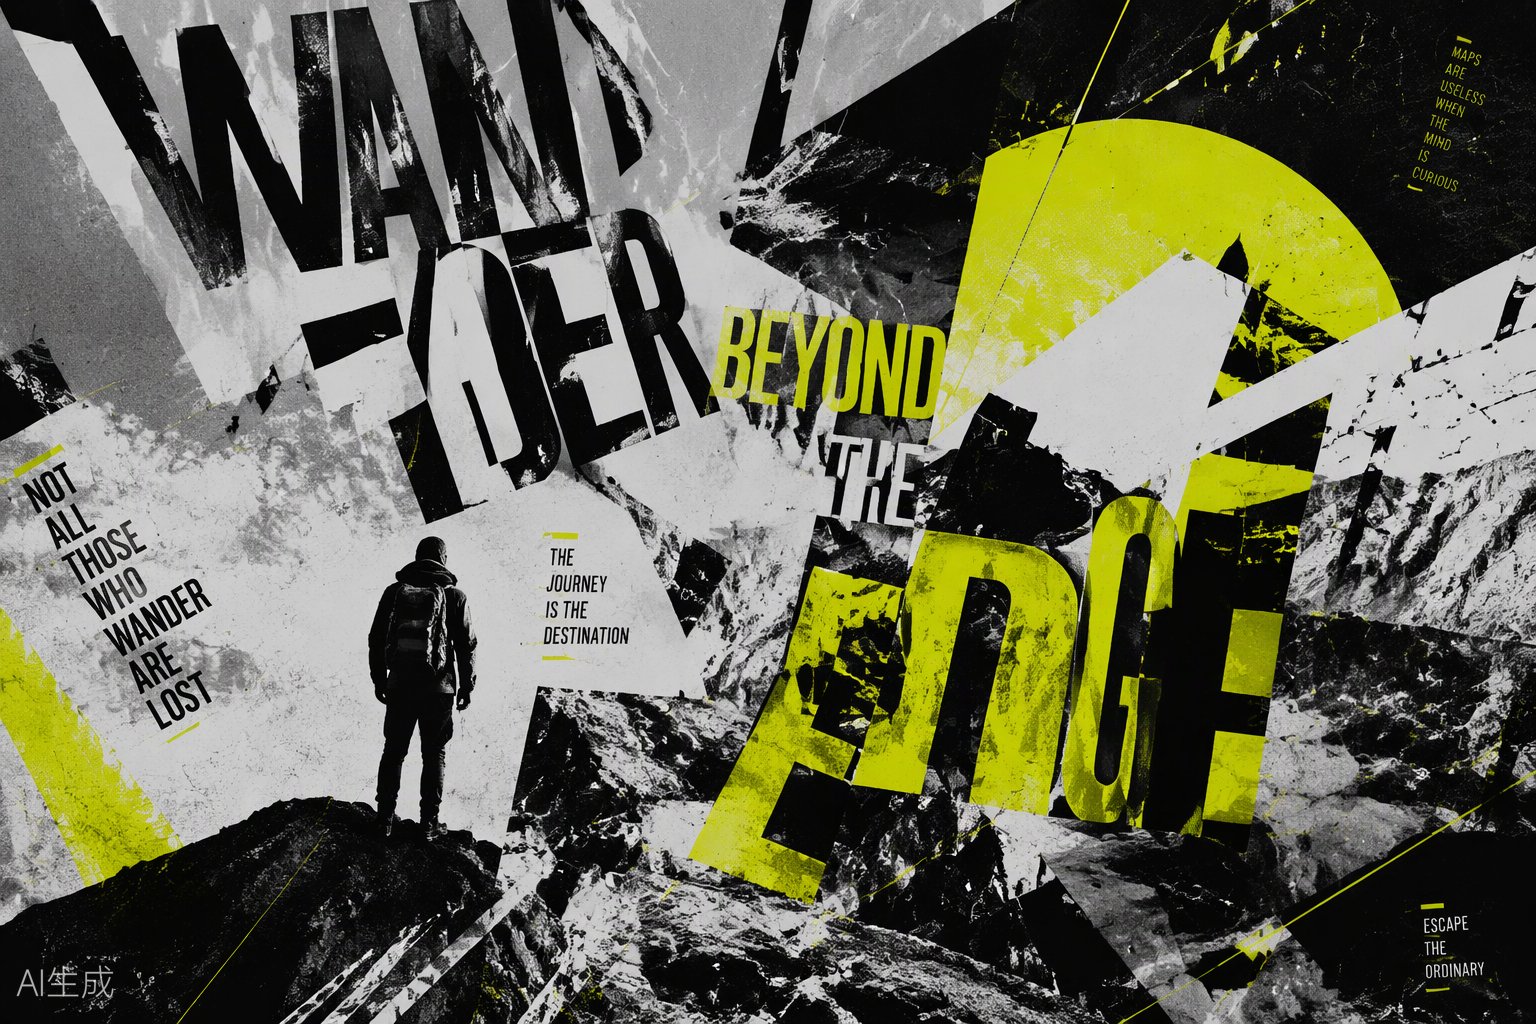 WAN
DER
BEYOND
THE
EDGE
NOT
ALL
THOSE
WHO
WANDER
ARE
LOST
THE
JOURNEY
IS THE
DESTINATION
MAPS
ARE
USELESS
WHEN
THE
MIND
IS
CURIOUS
ESCAPE
THE
ORDINARY
AI生成